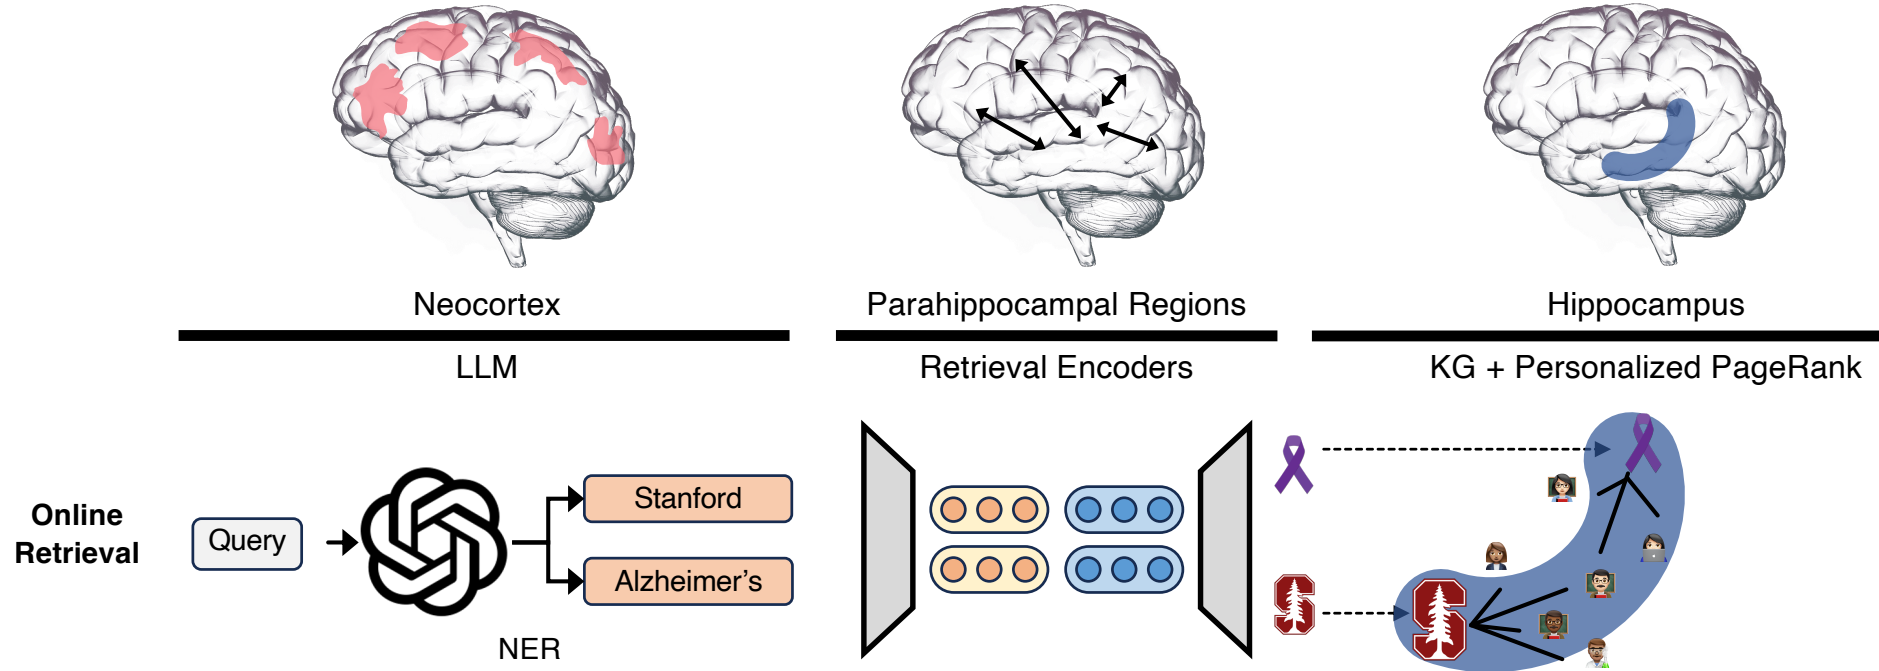 Neocortex
Parahippocampal Regions
Hippocampus
LLM
Retrieval Encoders
KG + Personalized PageRank
Online
Retrieval
Query
Stanford
Alzheimer's
NER
S
S